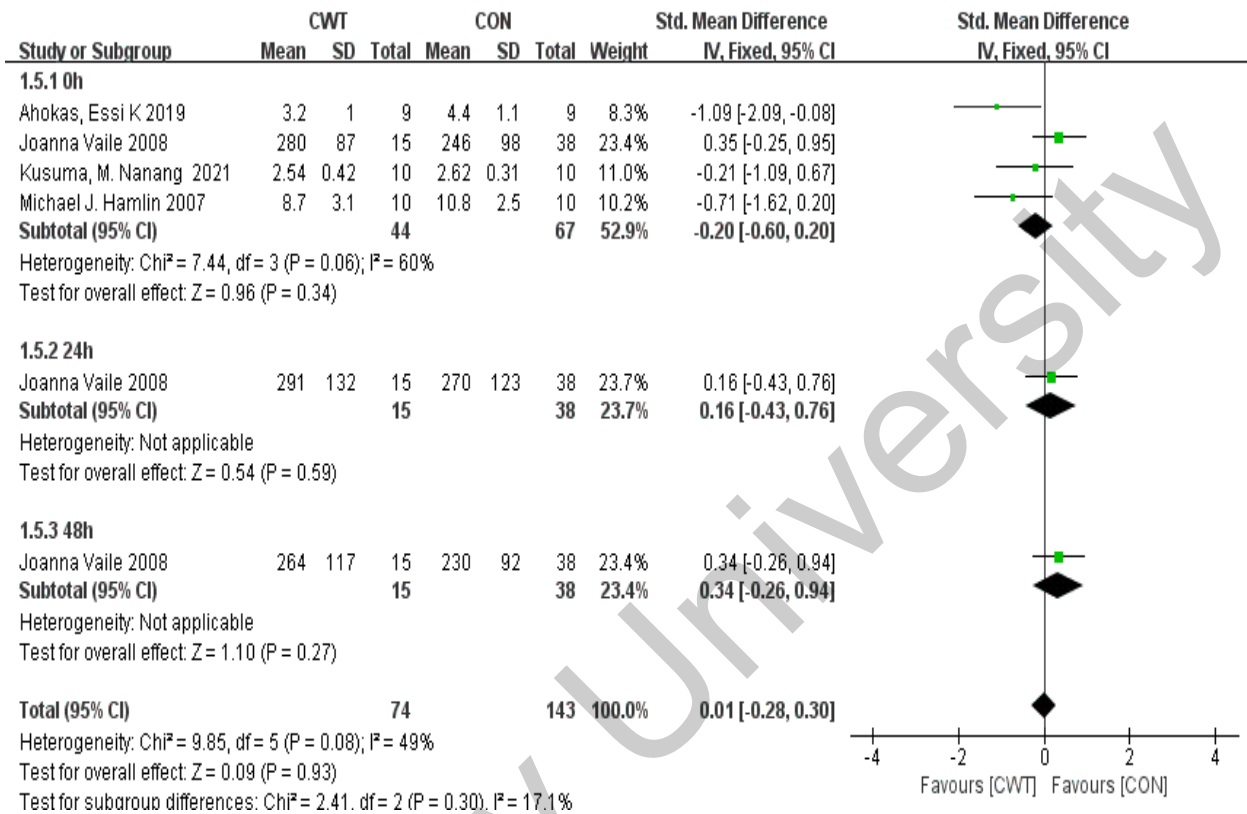 CWT CON Std. Mean Difference Std. Mean Difference
Study or Subgroup Mean SD Total Mean SD Total Weight IV, Fixed, 95% CI IV, Fixed, 95% CI
1.5.1 0h
Ahokas, Essi K 2019 3.2 1 9 4.4 1.1 9 8.3% -1.09 [-2.09, -0.08]
Joanna Vaile 2008 280 87 15 246 98 38 23.4% 0.35 [-0.25, 0.95]
Kusuma, M. Nanang 2021 2.54 0.42 10 2.62 0.31 10 11.0% -0.21 [-1.09, 0.67]
Michael J. Hamlin 2007 8.7 3.1 10 10.8 2.5 10 10.2% -0.71 [-1.62, 0.20]
Subtotal (95% CI) 44 67 52.9% -0.20 [-0.60, 0.20]
Heterogeneity: Chi² = 7.44, df = 3 (P = 0.06); I² = 60%
Test for overall effect: Z = 0.96 (P = 0.34)
1.5.2 24h
Joanna Vaile 2008 291 132 15 270 123 38 23.7% 0.16 [-0.43, 0.76]
Subtotal (95% CI) 15 38 23.7% 0.16 [-0.43, 0.76]
Heterogeneity: Not applicable
Test for overall effect: Z = 0.54 (P = 0.59)
1.5.3 48h
Joanna Vaile 2008 264 117 15 230 92 38 23.4% 0.34 [-0.26, 0.94]
Subtotal (95% CI) 15 38 23.4% 0.34 [-0.26, 0.94]
Heterogeneity: Not applicable
Test for overall effect: Z = 1.10 (P = 0.27)
Total (95% CI) 74 143 100.0% 0.01 [-0.28, 0.30]
Heterogeneity: Chi² = 9.85, df = 5 (P = 0.08); I² = 49%
Test for overall effect: Z = 0.09 (P = 0.93)
Test for subgroup differences: Chi² = 2.41, df = 2 (P = 0.30), I² = 17.1%
-4 -2 0 2 4
Favours [CWT] Favours [CON]
y University